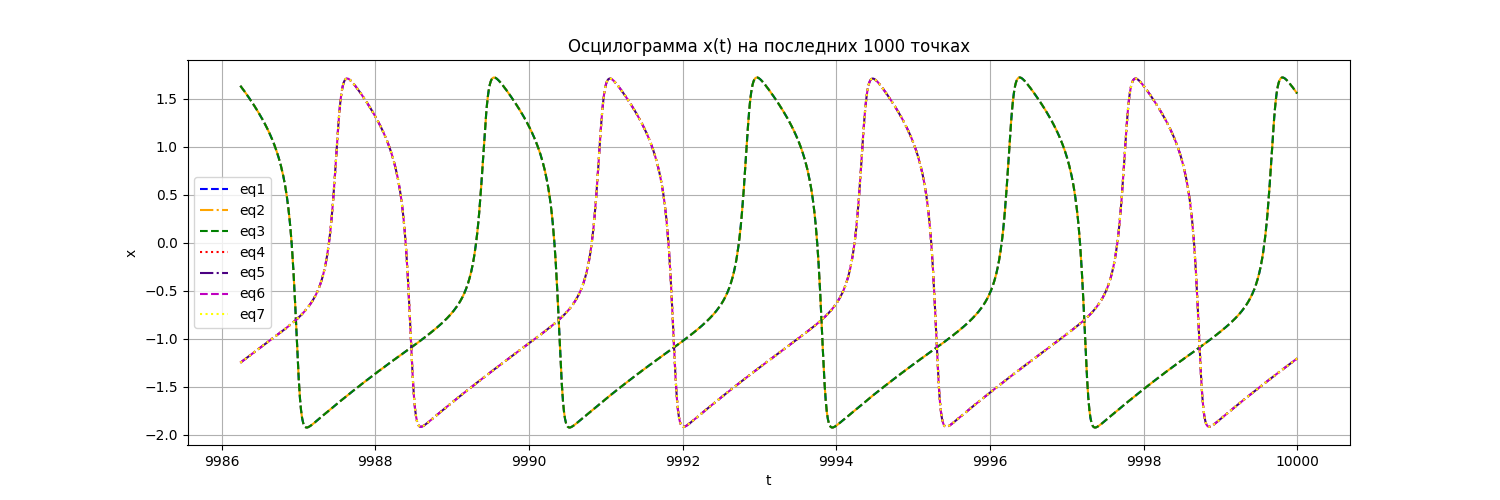 Осцилограмма x(t) на последних 1000 точках
x
1.5
1.0
0.5
0.0
−0.5
−1.0
−1.5
−2.0
eq1
eq2
eq3
eq4
eq5
eq6
eq7
9986
9988
9990
9992
9994
9996
9998
10000
t